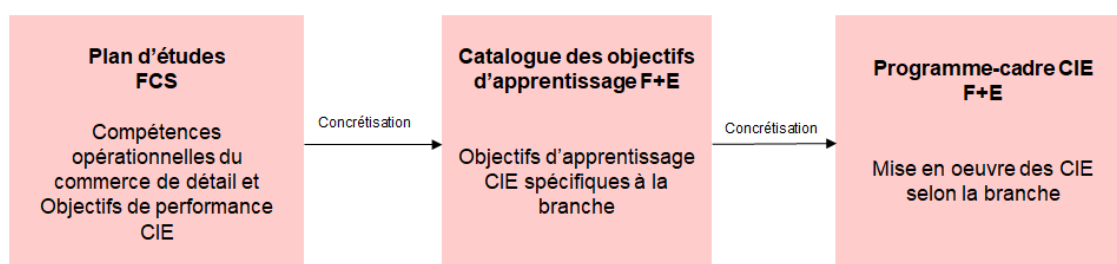 Plan d’études
FCS
Compétences
opérationnelles du
commerce de détail et
Objectifs de performance
CIE
Concrétisation
Catalogue des objectifs
d’apprentissage F+E
Objectifs d’apprentissage
CIE spécifiques à la
branche
Concrétisation
Programme-cadre CIE
F+E
Mise en oeuvre des CIE
selon la branche